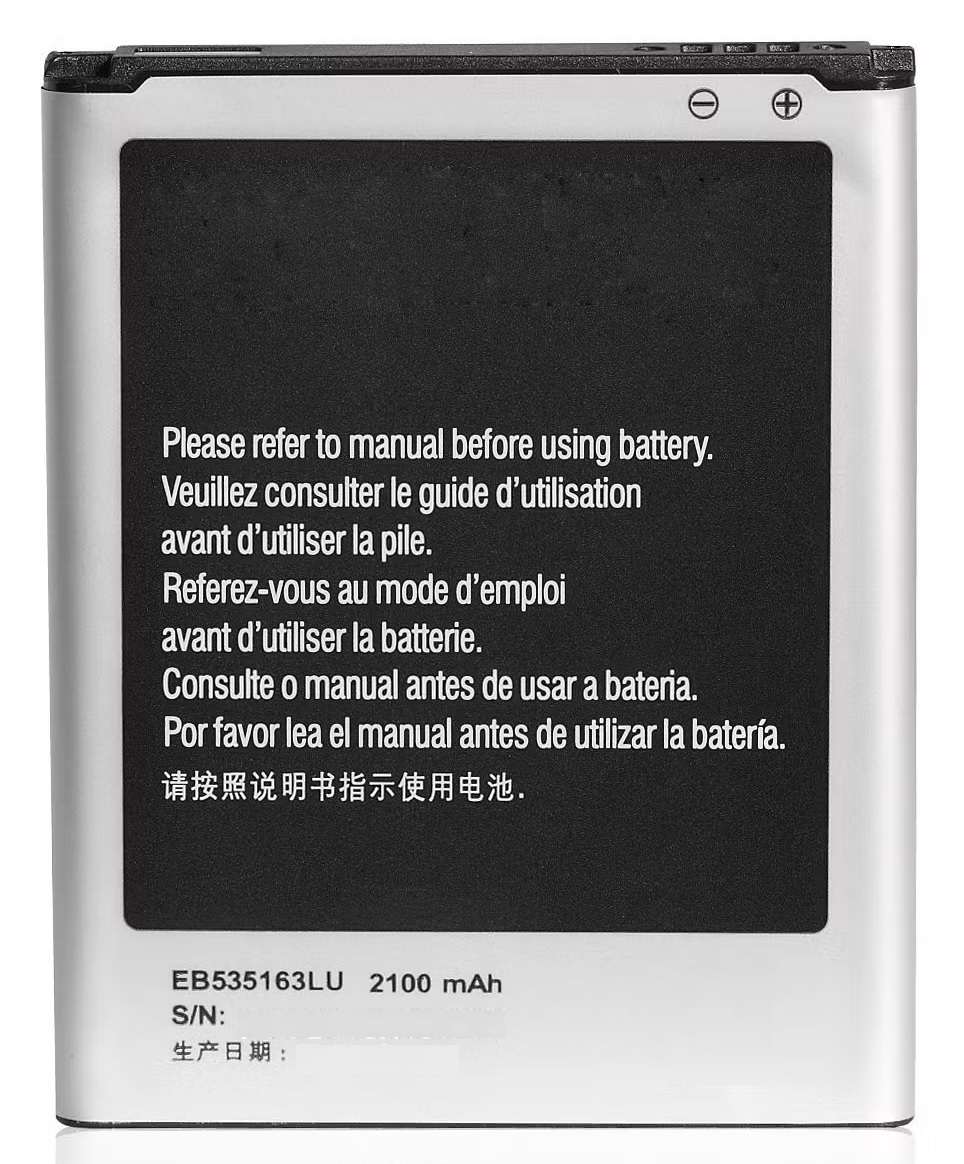 Please refer to manual before using battery.
Veuillez consulter le guide d'utilisation
avant d'utiliser la pile.
Referez-vous au mode d'emploi
avant d'utiliser la batterie.
Consulte o manual antes de usar a bateria.
Por favor lea el manual antes de utilizar la batería.
请按照说明书指示使用电池.
EB535163LU 2100 mAh
S/N:
生产日期：